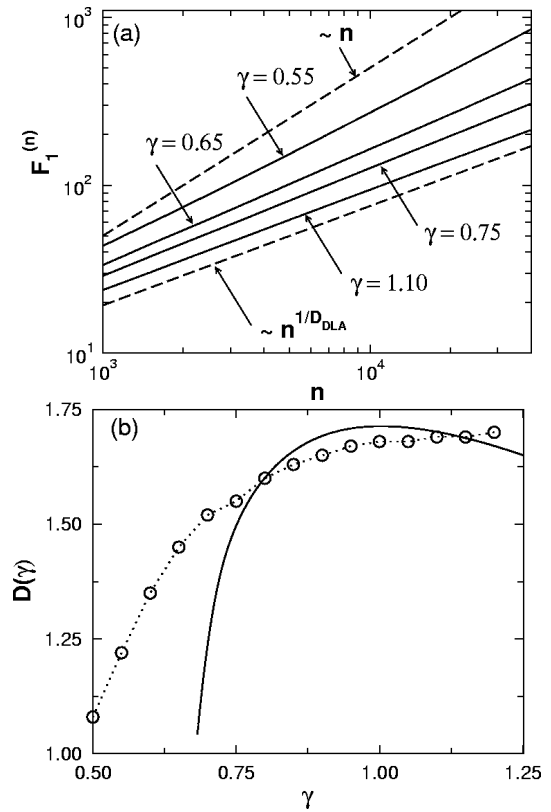 (a)
10³
10²
10¹
F₁⁽ⁿ⁾
~ n
γ = 0.55
γ = 0.65
γ = 0.75
γ = 1.10
~ n^1/D_DLA
10³ 10⁴
n
(b)
1.75
1.50
1.25
1.00
D(γ)
0.50 0.75 1.00 1.25
γ